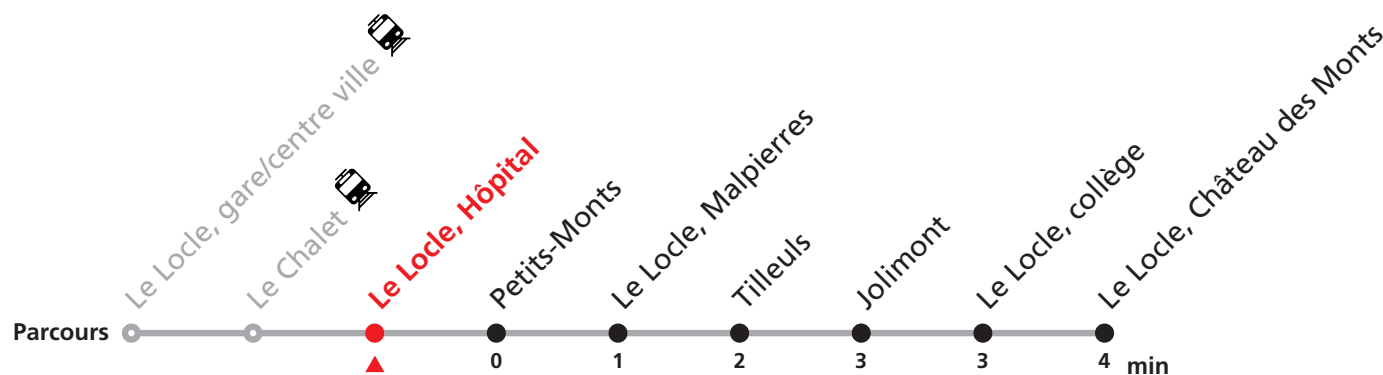 Le Locle, gare/centre ville
Le Chalet
Le Locle, Hôpital
Petits-Monts
Le Locle, Malpierres
Tilleuls
Jolimont
Le Locle, collège
Le Locle, Château des Monts
Parcours
0 1 2 3 3 4 min